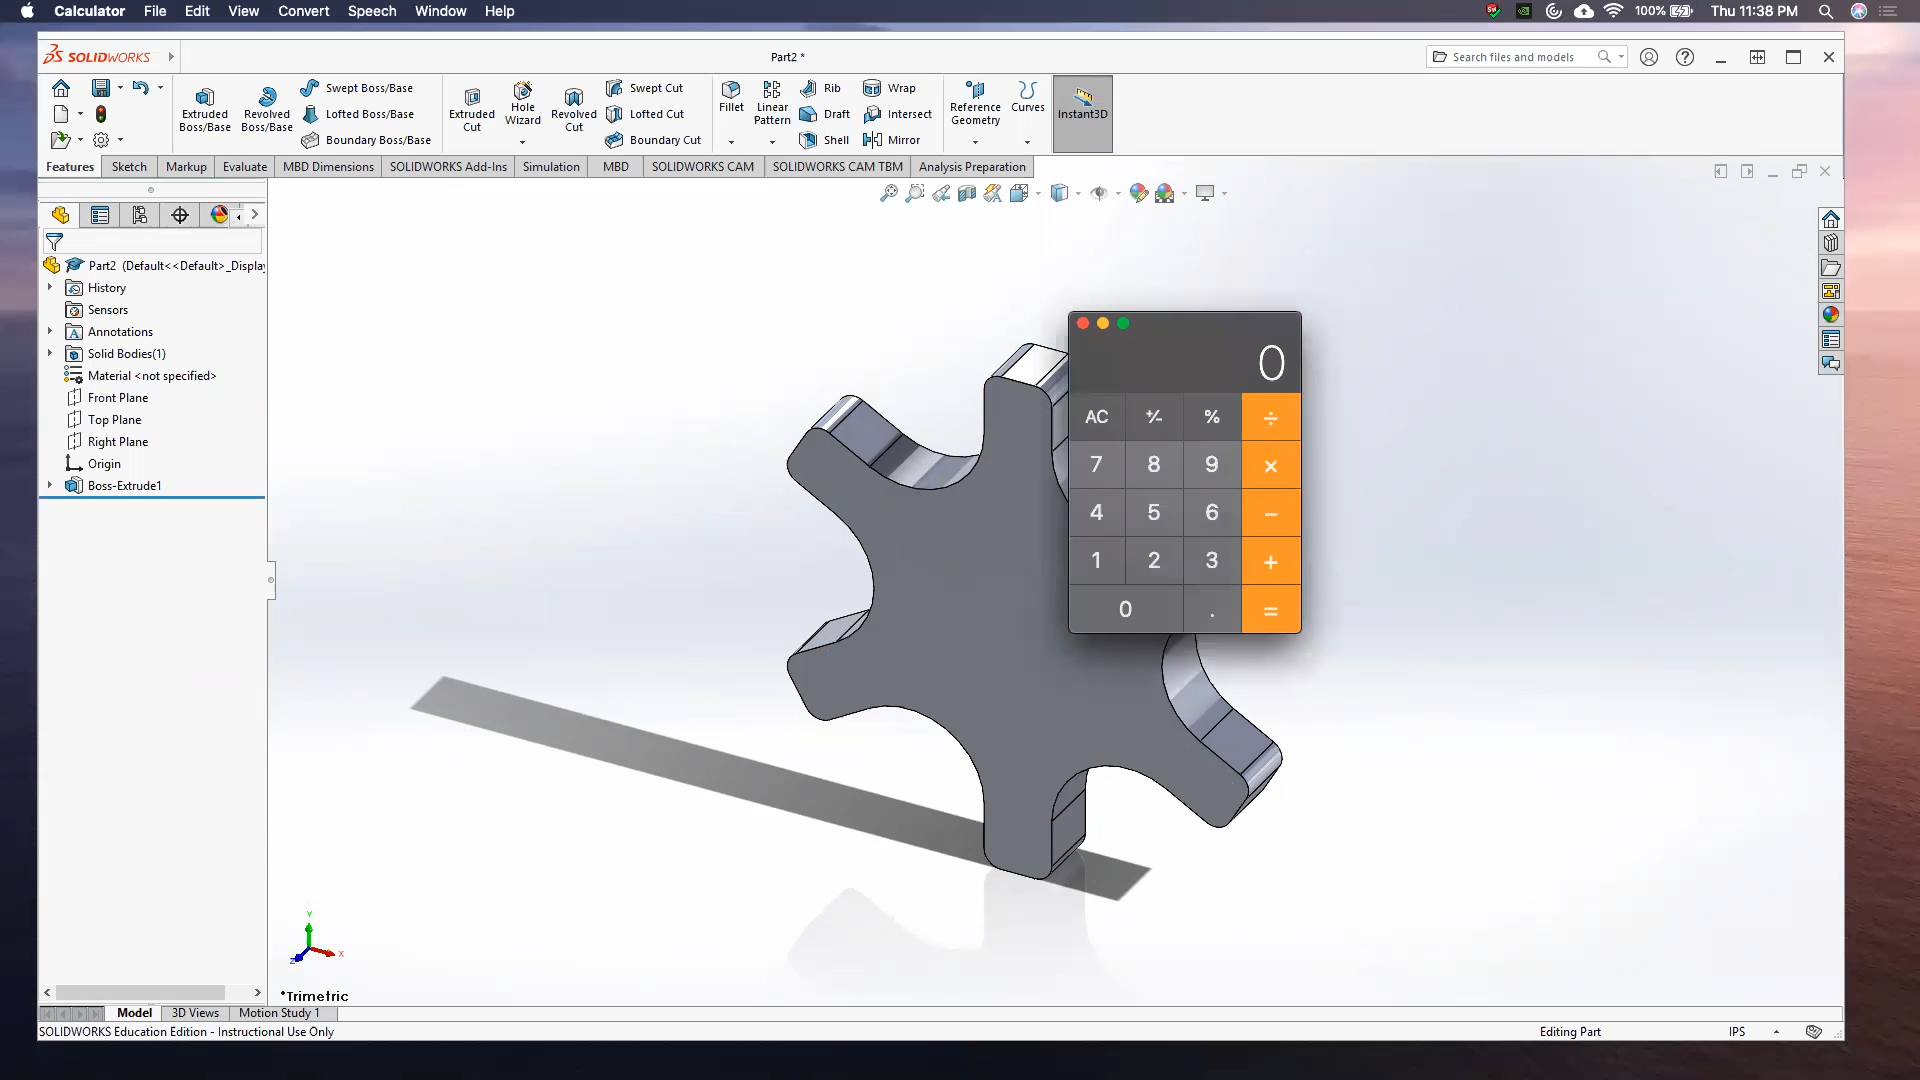 Calculator File Edit View Convert Speech Window Help 100% Thu 11:38 PM
SOLIDWORKS Part2 * Search files and models
Extruded Boss/Base
Revolved Boss/Base
Swept Boss/Base
Lofted Boss/Base
Boundary Boss/Base
Extruded Cut
Hole Wizard
Revolved Cut
Swept Cut
Lofted Cut
Boundary Cut
Fillet
Linear Pattern
Rib
Draft
Shell
Wrap
Intersect
Mirror
Reference Geometry
Curves
Instant3D
Features Sketch Markup Evaluate MBD Dimensions SOLIDWORKS Add-Ins Simulation MBD SOLIDWORKS CAM SOLIDWORKS CAM TBM Analysis Preparation
Part2 (Default<<Default>_Display
History
Sensors
Annotations
Solid Bodies(1)
Material <not specified>
Front Plane
Top Plane
Right Plane
Origin
Boss-Extrude1
0
AC +⁄- % ÷
7 8 9 ×
4 5 6 −
1 2 3 +
0 . =
Y
X
Z
*Trimetric
Model 3D Views Motion Study 1
SOLIDWORKS Education Edition - Instructional Use Only Editing Part IPS